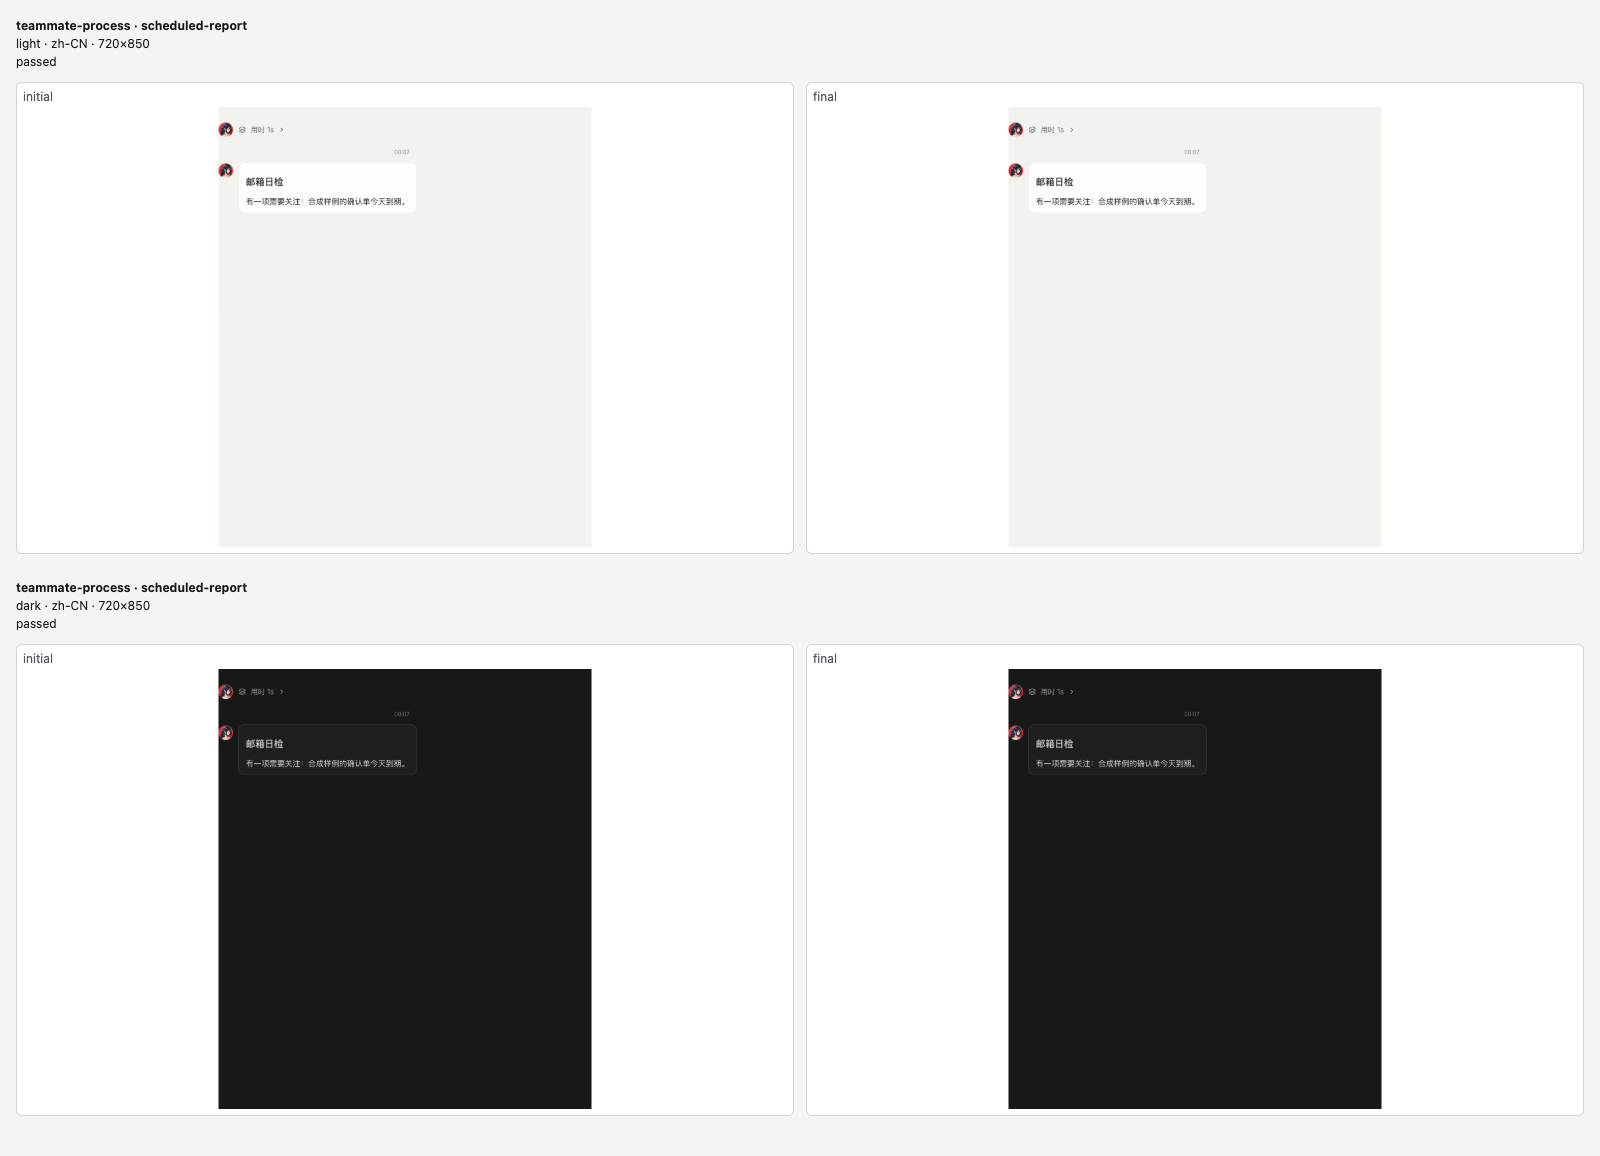 teammate-process · scheduled-report
light · zh-CN · 720×850
passed
initial
用时 1s
00:07
邮箱日检
有一项需要关注：合成样例的确认单今天到期。
final
用时 1s
00:07
邮箱日检
有一项需要关注：合成样例的确认单今天到期。
teammate-process · scheduled-report
dark · zh-CN · 720×850
passed
initial
用时 1s
邮箱日检
有一项需要关注：合成样例的确认单今天到期。
final
用时 1s
邮箱日检
有一项需要关注：合成样例的确认单今天到期。